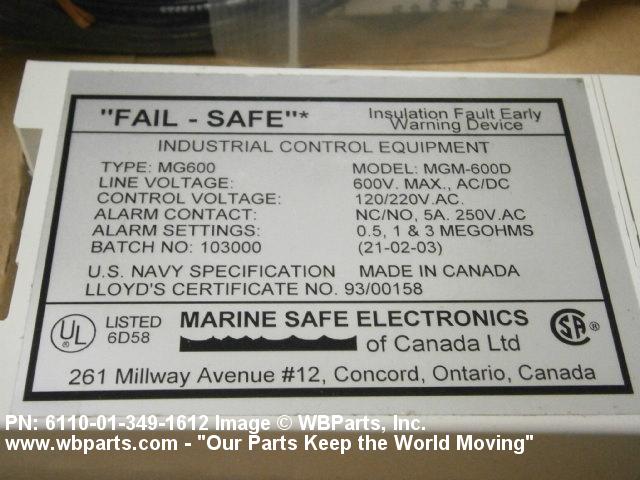 "FAIL - SAFE"* Insulation Fault Early Warning Device
INDUSTRIAL CONTROL EQUIPMENT
TYPE: MG600 MODEL: MGM-600D
LINE VOLTAGE: 600V. MAX., AC/DC
CONTROL VOLTAGE: 120/220V.AC.
ALARM CONTACT: NC/NO, 5A. 250V.AC
ALARM SETTINGS: 0.5, 1 & 3 MEGOHMS
BATCH NO: 103000 (21-02-03)
U.S. NAVY SPECIFICATION MADE IN CANADA
LLOYD'S CERTIFICATE NO. 93/00158
UL ® LISTED 6D58 MARINE SAFE ELECTRONICS SA ®
of Canada Ltd
261 Millway Avenue #12, Concord, Ontario, Canada
PN: 6110-01-349-1612 Image © WBParts, Inc.
www.wbparts.com - "Our Parts Keep the World Moving"